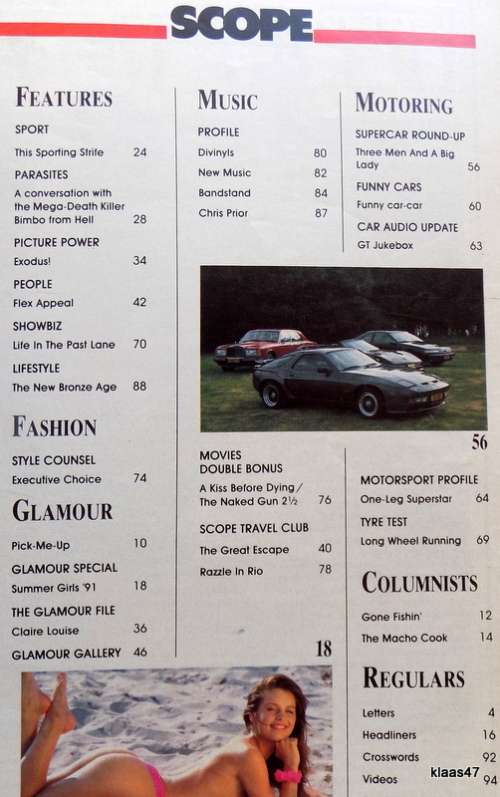 SCOPE
FEATURES
SPORT
This Sporting Strife 24
PARASITES
A conversation with
the Mega-Death Killer
Bimbo from Hell 28
PICTURE POWER
Exodus! 34
PEOPLE
Flex Appeal 42
SHOWBIZ
Life In The Past Lane 70
LIFESTYLE
The New Bronze Age 88
FASHION
STYLE COUNSEL
Executive Choice 74
GLAMOUR
Pick-Me-Up 10
GLAMOUR SPECIAL
Summer Girls '91 18
THE GLAMOUR FILE
Claire Louise 36
GLAMOUR GALLERY 46
MUSIC
PROFILE
Divinyls 80
New Music 82
Bandstand 84
Chris Prior 87
MOTORING
SUPERCAR ROUND-UP
Three Men And A Big
Lady 56
FUNNY CARS
Funny car-car 60
CAR AUDIO UPDATE
GT Jukebox 63
56
MOVIES
DOUBLE BONUS
A Kiss Before Dying/
The Naked Gun 2½ 76
SCOPE TRAVEL CLUB
The Great Escape 40
Razzle In Rio 78
18
MOTORSPORT PROFILE
One-Leg Superstar 64
TYRE TEST
Long Wheel Running 69
COLUMNISTS
Gone Fishin' 12
The Macho Cook 14
REGULARS
Letters 4
Headliners 16
Crosswords 92
Videos 94
klaas47